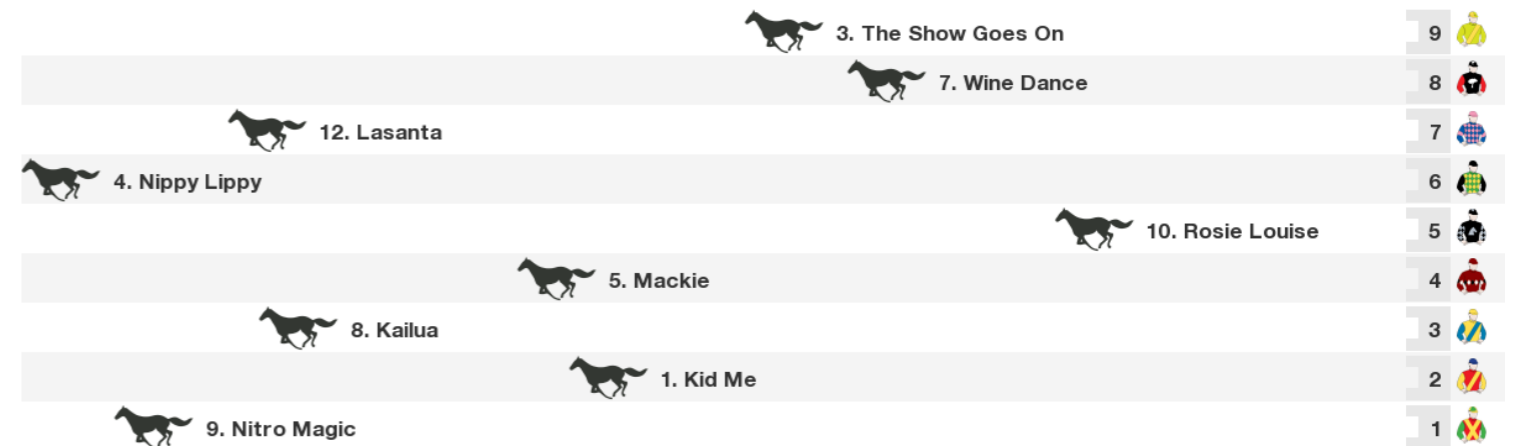 3. The Show Goes On 9
7. Wine Dance 8
12. Lasanta 7
4. Nippy Lippy 6
10. Rosie Louise 5
5. Mackie 4
8. Kailua 3
1. Kid Me 2
9. Nitro Magic 1